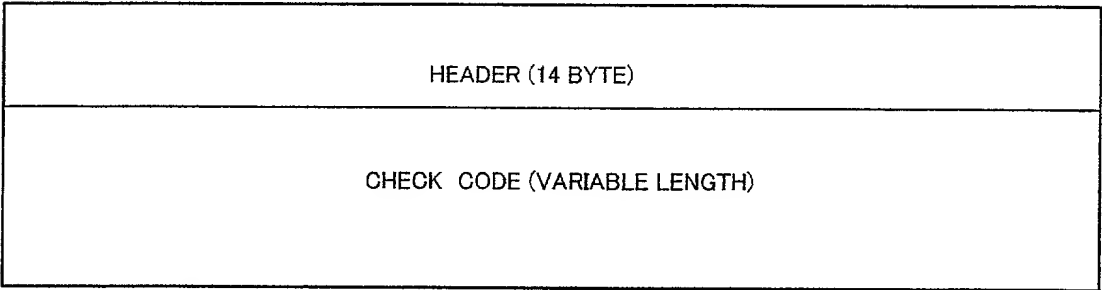 HEADER (14 BYTE)
CHECK CODE (VARIABLE LENGTH)